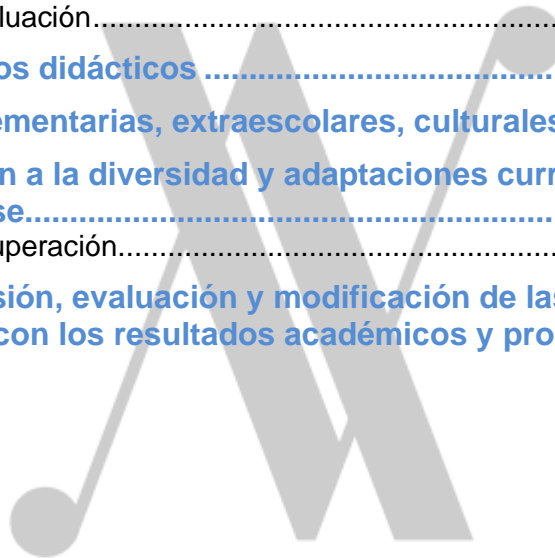 luación..........................................................
os didácticos ..........................................
ementarias, extraescolares, culturales
n a la diversidad y adaptaciones curr
se................................................................
uperación.......................................................
sión, evaluación y modificación de las
con los resultados académicos y pro